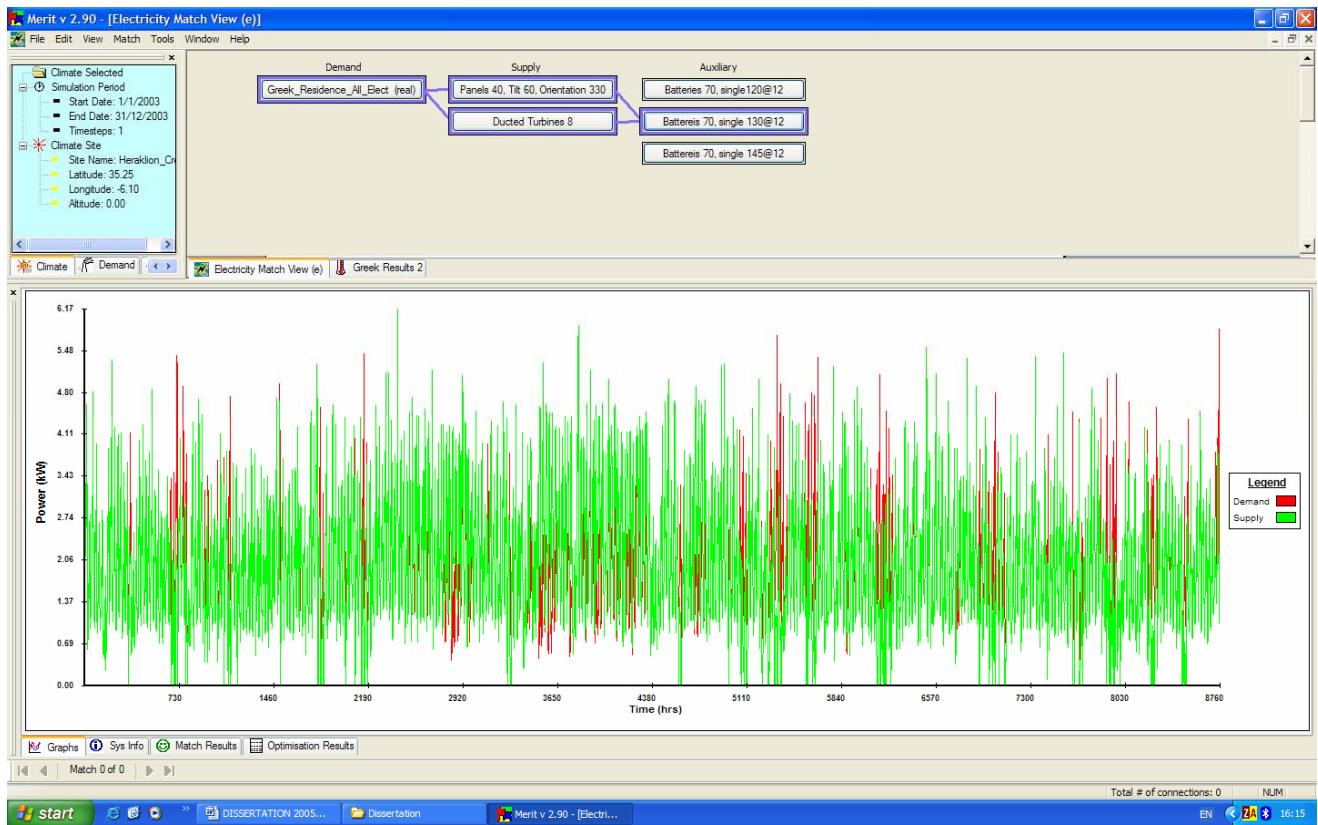 Merit v 2.90 - [Electricity Match View (e)]
File Edit View Match Tools Window Help
Climate Selected
Simulation Period
Start Date: 1/1/2003
End Date: 31/12/2003
Timesteps: 1
Climate Site
Site Name: Heraklion_Cr
Latitude: 35.25
Longitude: -6.10
Altitude: 0.00
Climate Demand
Demand Supply Auxiliary
Greek_Residence_All_Elect (real) Panels 40, Tilt 60, Orientation 330 Batteries 70, single120@12
Ducted Turbines 8 Battereis 70, single 130@12
Battereis 70, single 145@12
Electricity Match View (e) Greek Results 2
6.17
5.48
4.80
4.11
3.43
2.74
2.06
1.37
0.69
0.00
Power (kW)
730 1460 2190 2920 3650 4380 5110 5840 6570 7300 8030 8760
Time (hrs)
Legend
Demand
Supply
Graphs Sys Info Match Results Optimisation Results
Match 0 of 0
Total # of connections: 0 NUM
start DISSERTATION 2005... Dissertation Merit v 2.90 - [Electri... EN ZA 16:15